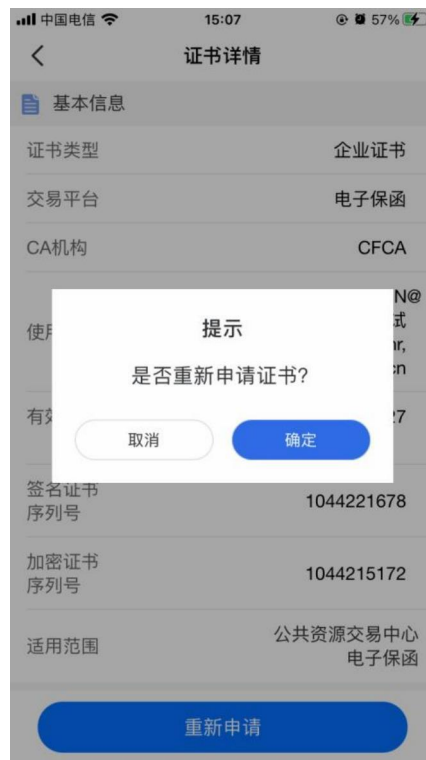 中国电信 15:07 57%
证书详情
基本信息
证书类型 企业证书
交易平台 电子保函
CA机构 CFCA
N@
试
使
提示
是否重新申请证书?
取消 确定
签名证书
序列号 1044221678
加密证书
序列号 1044215172
适用范围 公共资源交易中心
电子保函
重新申请